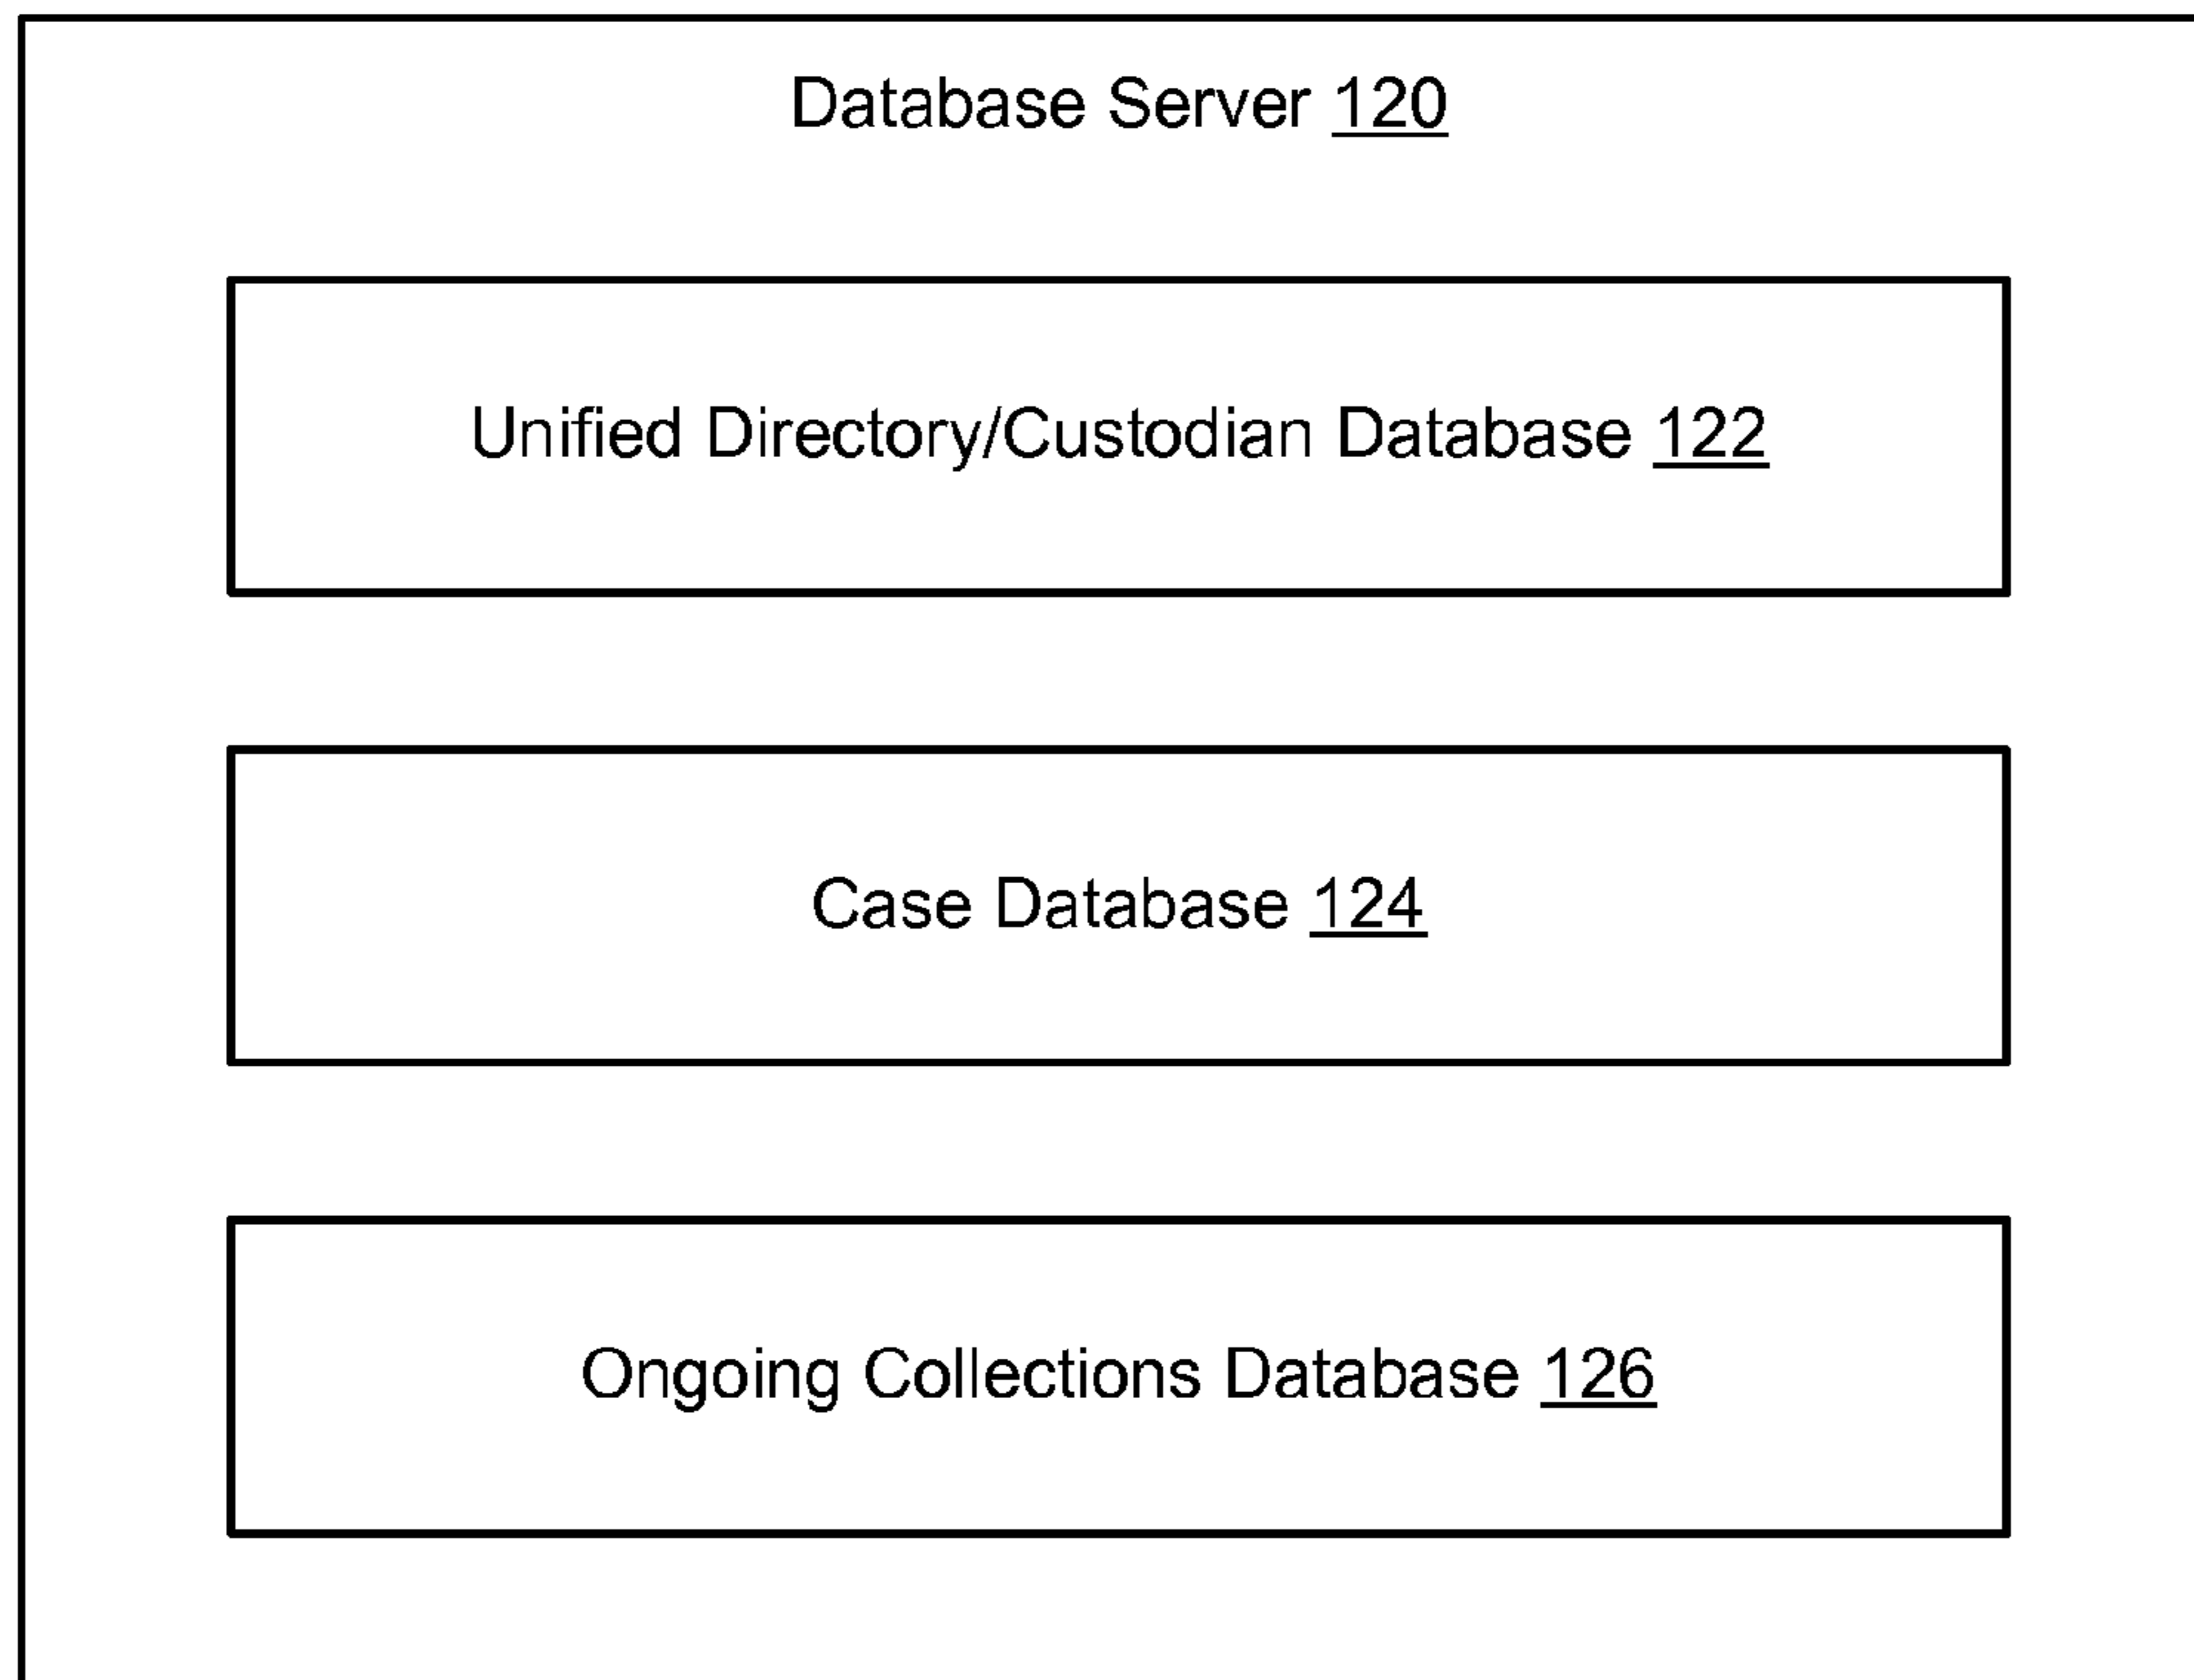 Database Server 120
Unified Directory/Custodian Database 122
Case Database 124
Ongoing Collections Database 126